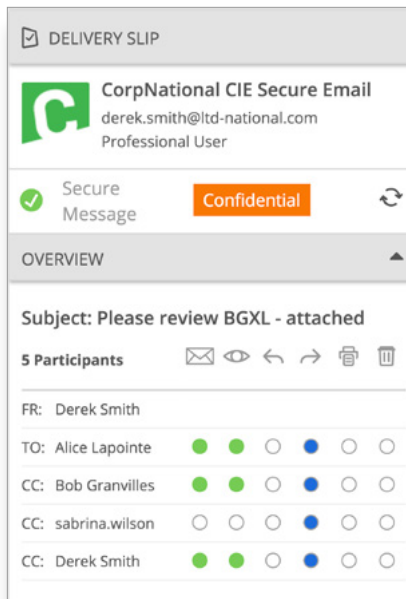 DELIVERY SLIP
CorpNational CIE Secure Email
derek.smith@ltd-national.com
Professional User
Secure
Message
Confidential
OVERVIEW
Subject: Please review BGXL - attached
5 Participants
FR: Derek Smith
TO: Alice Lapointe
CC: Bob Granvilles
CC: sabrina.wilson
CC: Derek Smith